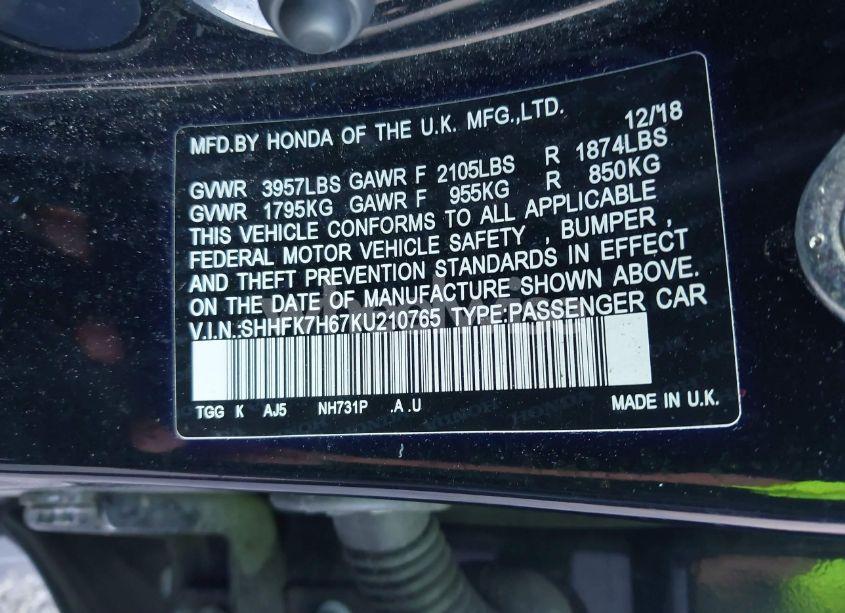 MFD.BY HONDA OF THE U.K. MFG.,LTD. 12/18
GVWR 3957LBS GAWR F 2105LBS R 1874LBS
GVWR 1795KG GAWR F 955KG R 850KG
THIS VEHICLE CONFORMS TO ALL APPLICABLE
FEDERAL MOTOR VEHICLE SAFETY , BUMPER ,
AND THEFT PREVENTION STANDARDS IN EFFECT
ON THE DATE OF MANUFACTURE SHOWN ABOVE.
V.I.N.:SHHFK7H67KU210765 TYPE:PASSENGER CAR
TGG K AJ5 NH731P .A .U MADE IN U.K.